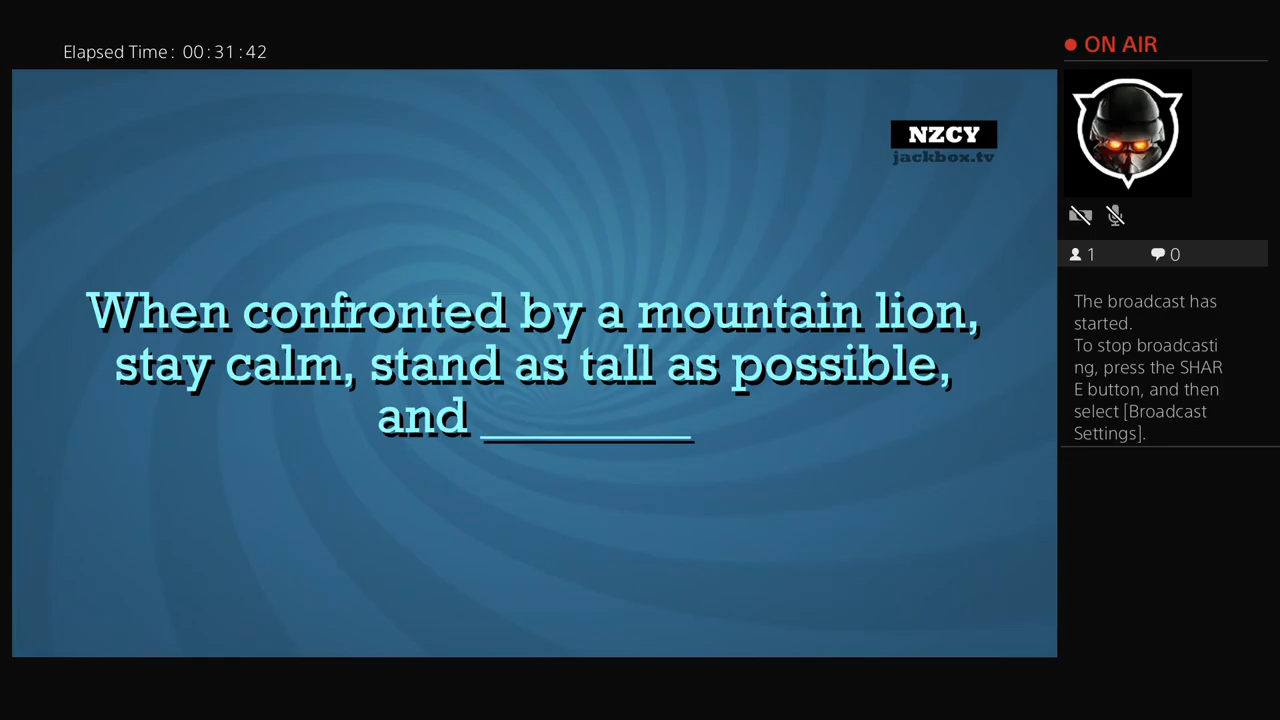 Elapsed Time: 00:31:42
ON AIR
NZCY
jackbox.tv
1 0
When confronted by a mountain lion,
stay calm, stand as tall as possible,
and ________
The broadcast has
started.
To stop broadcasti
ng, press the SHAR
E button, and then
select [Broadcast
Settings].